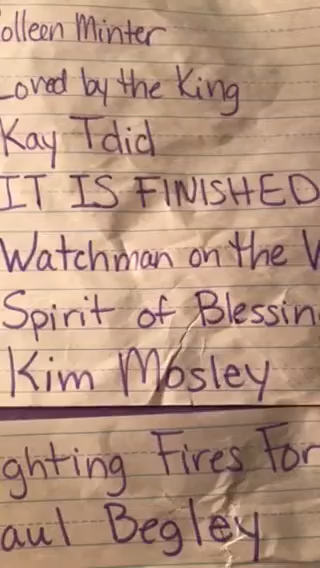 olleen Minter
Loved by the King
Kay Tdid
IT IS FINISHED
Watchman on the
Spirit of Blessin
Kim Mosley
ghting Fires For
aul Begley